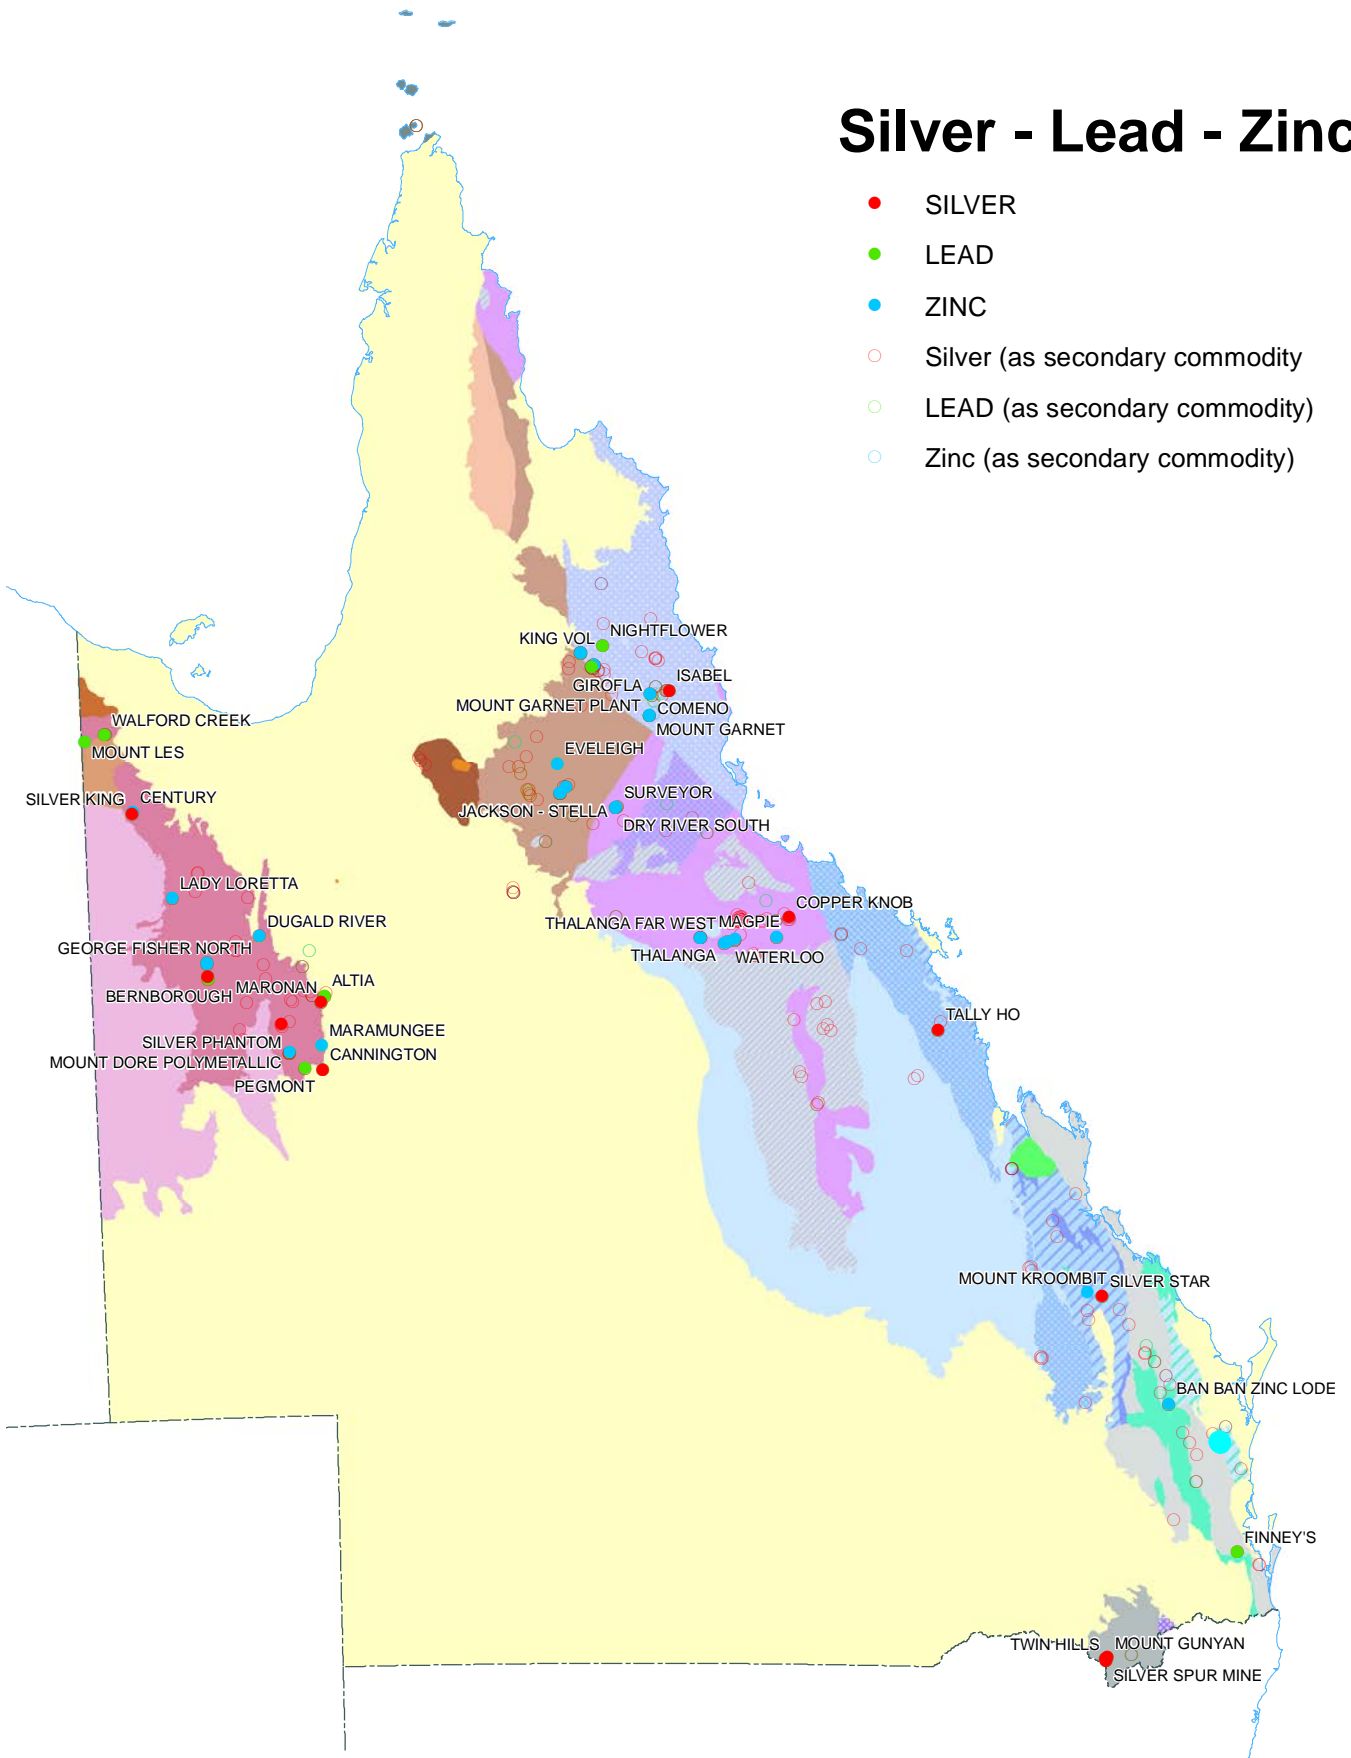 Silver - Lead - Zinc
SILVER
LEAD
ZINC
Silver (as secondary commodity
LEAD (as secondary commodity)
Zinc (as secondary commodity)
KING VOL
NIGHTFLOWER
GIROFLA
ISABEL
MOUNT GARNET PLANT
COMENO
MOUNT GARNET
WALFORD CREEK
MOUNT LES
EVELEIGH
SILVER KING
CENTURY
SURVEYOR
JACKSON - STELLA
DRY RIVER SOUTH
LADY LORETTA
COPPER KNOB
DUGALD RIVER
THALANGA FAR WEST
MAGPIE
GEORGE FISHER NORTH
THALANGA
WATERLOO
BERNBOROUGH
MARONAN
ALTIA
TALLY HO
SILVER PHANTOM
MARAMUNGEE
MOUNT DORE POLYMETALLIC
CANNINGTON
PEGMONT
MOUNT KROOMBIT
SILVER STAR
BAN BAN ZINC LODE
FINNEY'S
TWIN HILLS
MOUNT GUNYAN
SILVER SPUR MINE